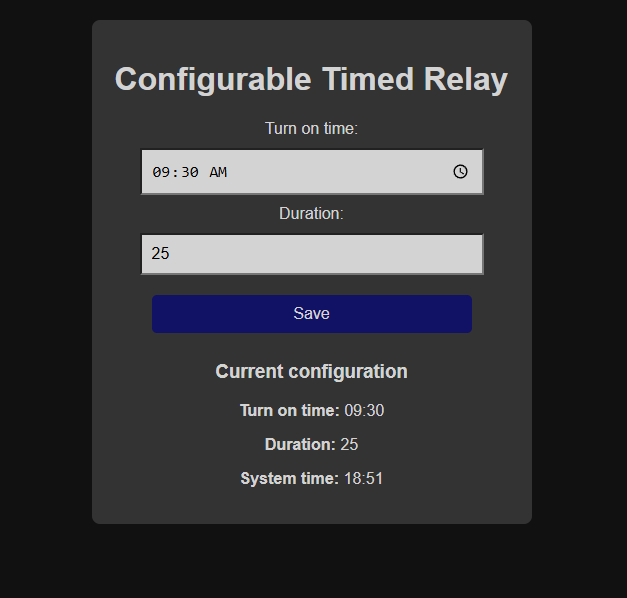 Configurable Timed Relay
Turn on time:
09:30 AM
Duration:
25
Save
Current configuration
Turn on time: 09:30
Duration: 25
System time: 18:51